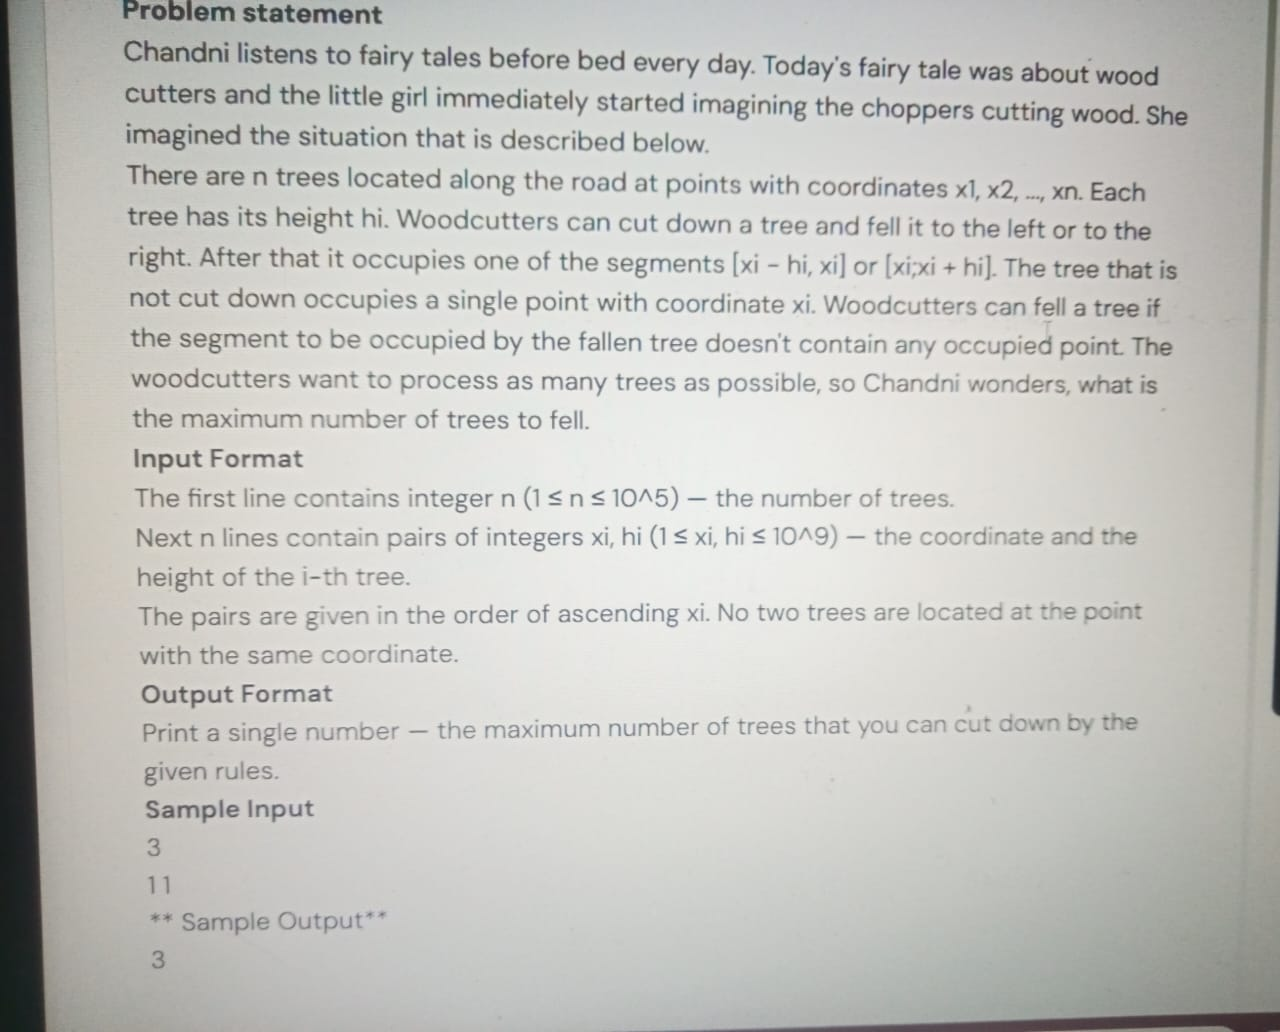 Problem statement
Chandni listens to fairy tales before bed every day. Today's fairy tale was about wood
cutters and the little girl immediately started imagining the choppers cutting wood. She
imagined the situation that is described below.
There are n trees located along the road at points with coordinates x1, x2, ..., xn. Each
tree has its height hi. Woodcutters can cut down a tree and fell it to the left or to the
right. After that it occupies one of the segments [xi - hi, xi] or [xi;xi + hi]. The tree that is
not cut down occupies a single point with coordinate xi. Woodcutters can fell a tree if
the segment to be occupied by the fallen tree doesn't contain any occupied point. The
woodcutters want to process as many trees as possible, so Chandni wonders, what is
the maximum number of trees to fell.
Input Format
The first line contains integer n (1 ≤ n ≤ 10^5) — the number of trees.
Next n lines contain pairs of integers xi, hi (1 ≤ xi, hi ≤ 10^9) — the coordinate and the
height of the i-th tree.
The pairs are given in the order of ascending xi. No two trees are located at the point
with the same coordinate.
Output Format
Print a single number — the maximum number of trees that you can cut down by the
given rules.
Sample Input
3
11
** Sample Output**
3